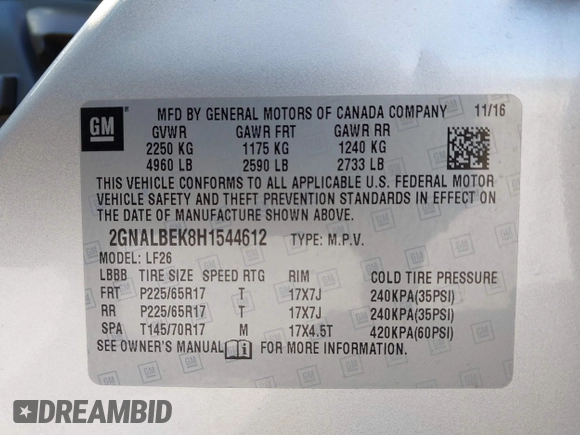 GM
MFD BY GENERAL MOTORS OF CANADA COMPANY 11/16
GVWR GAWR FRT GAWR RR
2250 KG 1175 KG 1240 KG
4960 LB 2590 LB 2733 LB
THIS VEHICLE CONFORMS TO ALL APPLICABLE U.S. FEDERAL MOTOR
VEHICLE SAFETY AND THEFT PREVENTION STANDARDS IN EFFECT ON
THE DATE OF MANUFACTURE SHOWN ABOVE.
2GNALBEK8H1544612 TYPE: M.P.V.
MODEL: LF26
LBBB TIRE SIZE SPEED RTG RIM COLD TIRE PRESSURE
FRT P225/65R17 T 17X7J 240KPA(35PSI)
RR P225/65R17 T 17X7J 240KPA(35PSI)
SPA T145/70R17 M 17X4.5T 420KPA(60PSI)
SEE OWNER'S MANUAL FOR MORE INFORMATION
DREAMBID